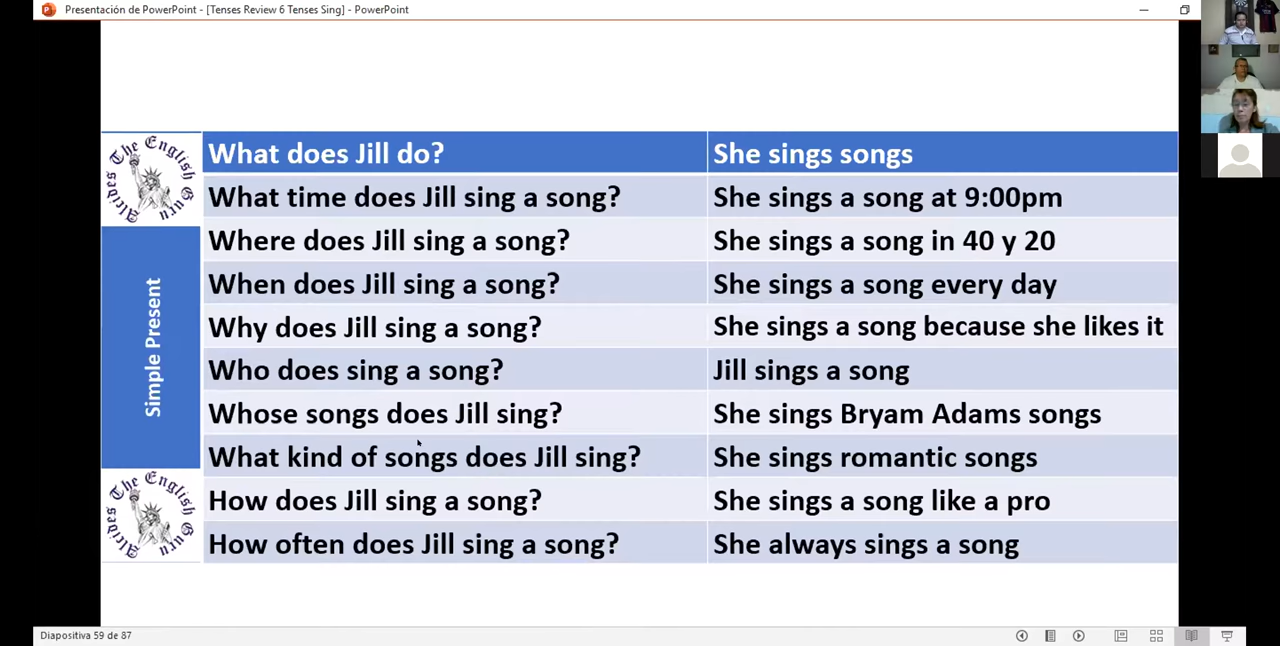 Presentación de PowerPoint - [Tenses Review 6 Tenses Sing] - PowerPoint
The English Guru
Alcides
Simple Present
The English Guru
Alcides
What does Jill do? She sings songs
What time does Jill sing a song? She sings a song at 9:00pm
Where does Jill sing a song? She sings a song in 40 y 20
When does Jill sing a song? She sings a song every day
Why does Jill sing a song? She sings a song because she likes it
Who does sing a song? Jill sings a song
Whose songs does Jill sing? She sings Bryam Adams songs
What kind of songs does Jill sing? She sings romantic songs
How does Jill sing a song? She sings a song like a pro
How often does Jill sing a song? She always sings a song
Diapositiva 59 de 87